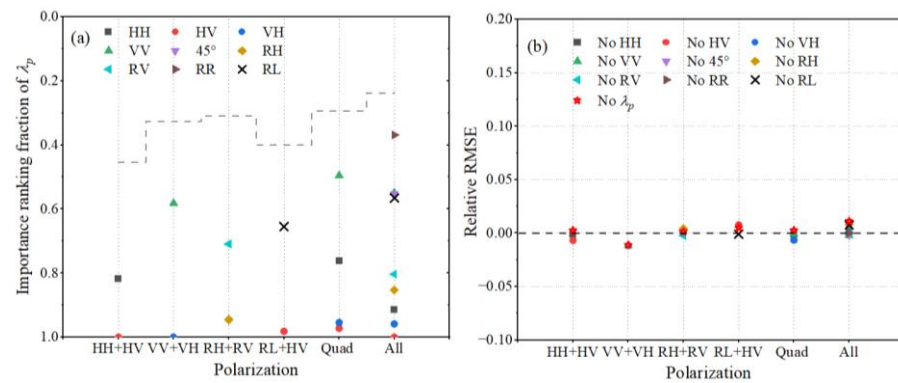 (a)
HH HV VH
VV 45° RH
RV RR RL
Importance ranking fraction of λp
0.0
0.2
0.4
0.6
0.8
1.0
HH+HV VV+VH RH+RV RL+HV Quad All
Polarization
(b)
No HH No HV No VH
No VV No 45° No RH
No RV No RR No RL
No λp
Relative RMSE
0.20
0.15
0.10
0.05
0.00
−0.05
−0.10
HH+HV VV+VH RH+RV RL+HV Quad All
Polarization